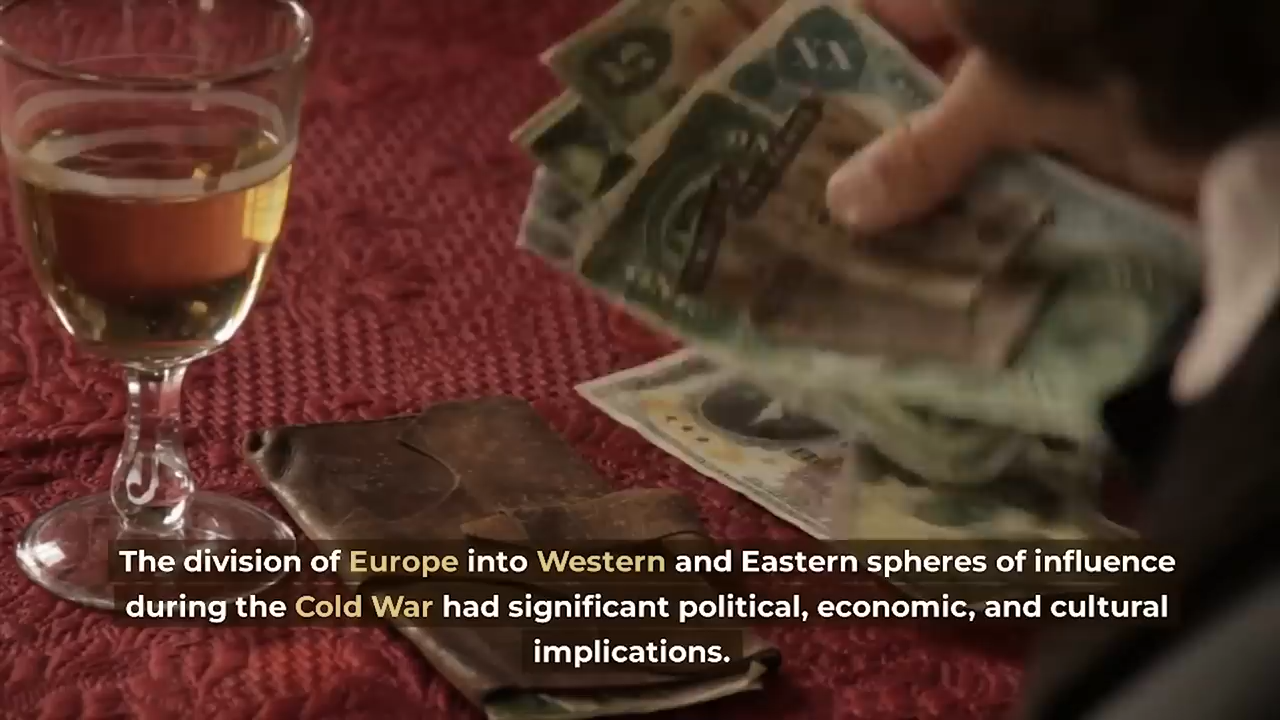 The division of Europe into Western and Eastern spheres of influence
during the Cold War had significant political, economic, and cultural
implications.